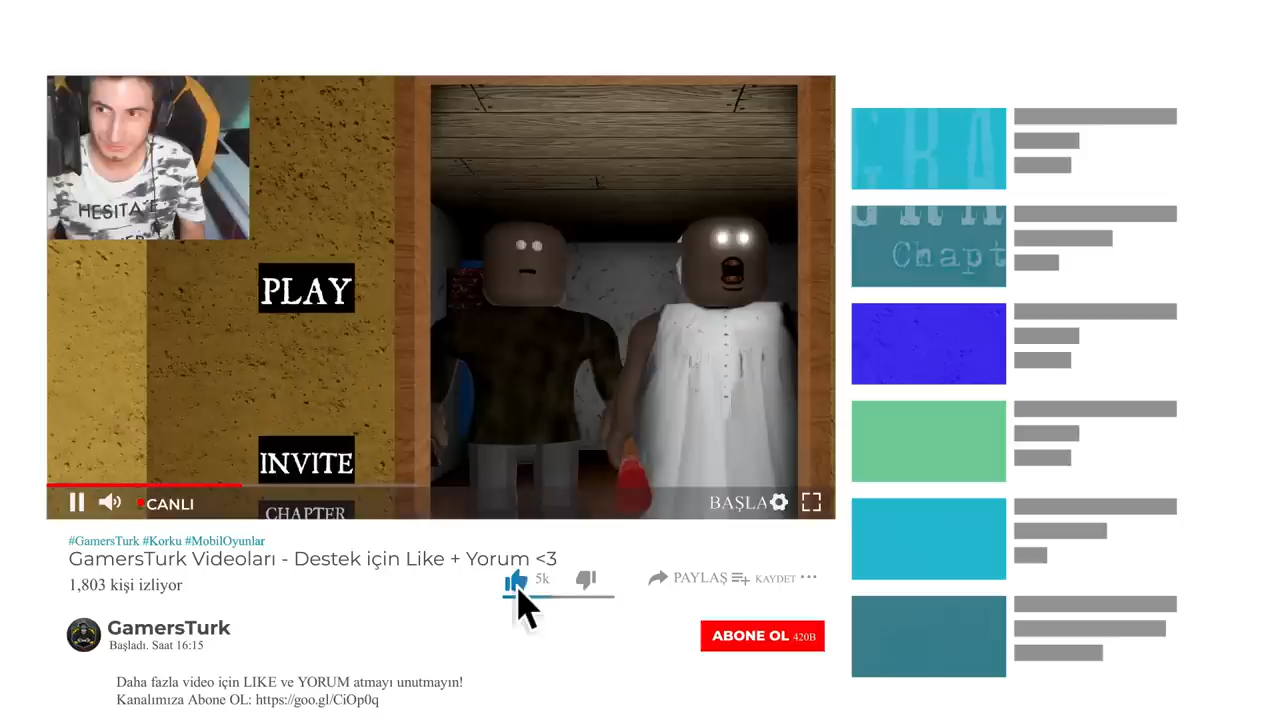 HESITATE
PLAY
INVITE
CHAPTER
CANLI
BAŞLA
#GamersTurk #Korku #MobilOyunlar
GamersTurk Videoları - Destek için Like + Yorum <3
1,803 kişi izliyor
5k
PAYLAŞ
KAYDET
GamersTurk
Başladı. Saat 16:15
ABONE OL 420B
Daha fazla video için LIKE ve YORUM atmayı unutmayın!
Kanalımıza Abone OL: https://goo.gl/CiOp0q
Chapt